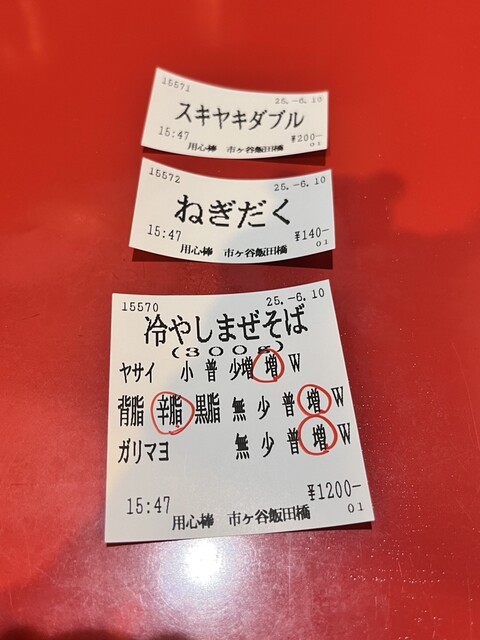 15571
25.-6.10
スキヤキダブル
15:47
¥200-
用心棒 市ヶ谷飯田橋
01
15572
25.-6.10
ねぎだく
15:47
¥140-
用心棒 市ヶ谷飯田橋
01
15570
25.-6.10
冷やしまぜそば
(300g)
ヤサイ 小 普 少増 増 W
背脂 辛脂 黒脂 無 少 普 増 W
ガリマヨ 無 少 普 増 W
15:47
¥1200-
用心棒 市ヶ谷飯田橋
01